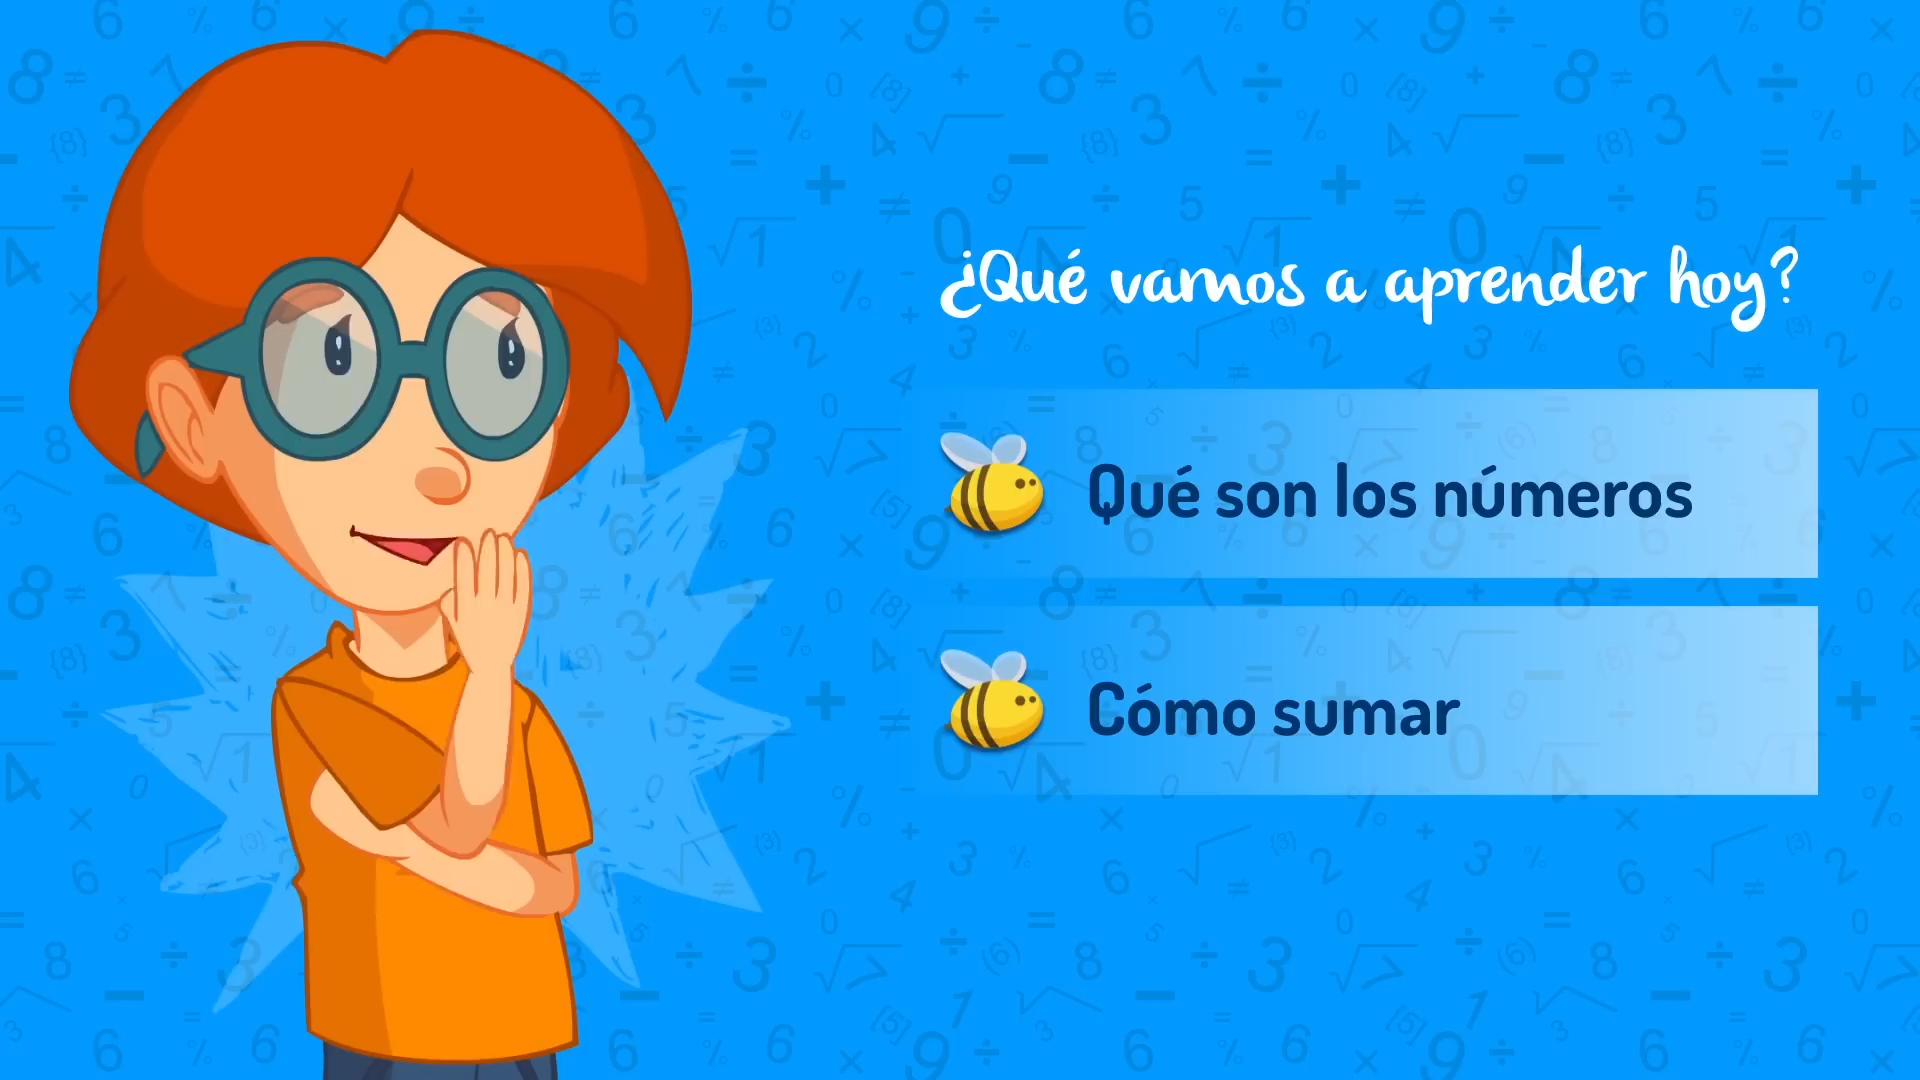 ¿Qué vamos a aprender hoy?
Qué son los números
Cómo sumar